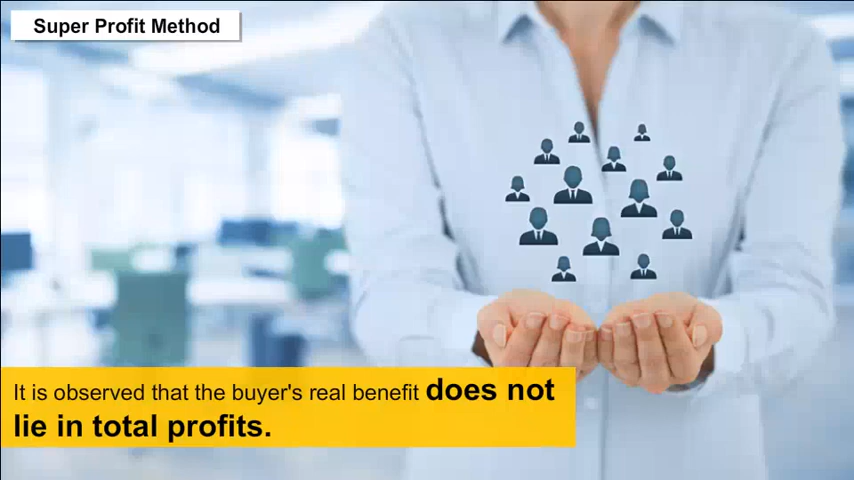 Super Profit Method
It is observed that the buyer's real benefit does not
lie in total profits.